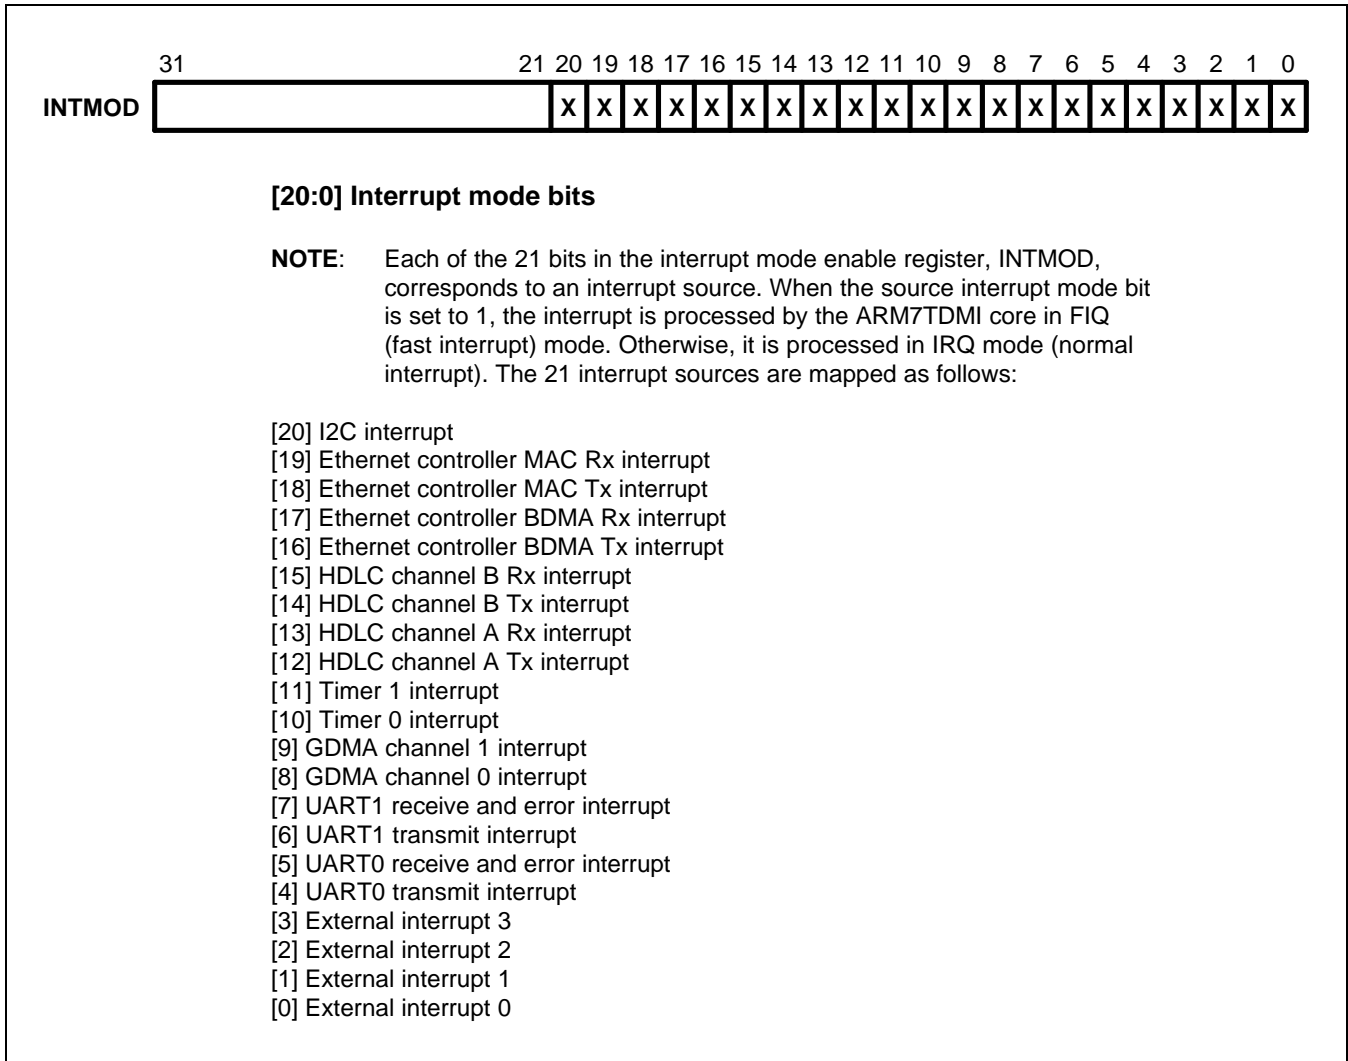 31 21 20 19 18 17 16 15 14 13 12 11 10 9 8 7 6 5 4 3 2 1 0
INTMOD X X X X X X X X X X X X X X X X X X X X X
[20:0] Interrupt mode bits
NOTE: Each of the 21 bits in the interrupt mode enable register, INTMOD,
corresponds to an interrupt source. When the source interrupt mode bit
is set to 1, the interrupt is processed by the ARM7TDMI core in FIQ
(fast interrupt) mode. Otherwise, it is processed in IRQ mode (normal
interrupt). The 21 interrupt sources are mapped as follows:
[20] I2C interrupt
[19] Ethernet controller MAC Rx interrupt
[18] Ethernet controller MAC Tx interrupt
[17] Ethernet controller BDMA Rx interrupt
[16] Ethernet controller BDMA Tx interrupt
[15] HDLC channel B Rx interrupt
[14] HDLC channel B Tx interrupt
[13] HDLC channel A Rx interrupt
[12] HDLC channel A Tx interrupt
[11] Timer 1 interrupt
[10] Timer 0 interrupt
[9] GDMA channel 1 interrupt
[8] GDMA channel 0 interrupt
[7] UART1 receive and error interrupt
[6] UART1 transmit interrupt
[5] UART0 receive and error interrupt
[4] UART0 transmit interrupt
[3] External interrupt 3
[2] External interrupt 2
[1] External interrupt 1
[0] External interrupt 0